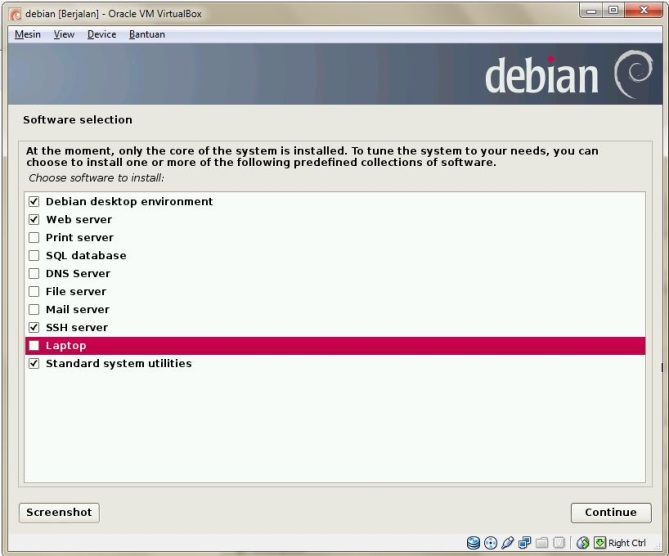 debian [Berjalan] - Oracle VM VirtualBox
Mesin View Device Bantuan
debian
Software selection
At the moment, only the core of the system is installed. To tune the system to your needs, you can
choose to install one or more of the following predefined collections of software.
Choose software to install:
Debian desktop environment
Web server
Print server
SQL database
DNS Server
File server
Mail server
SSH server
Laptop
Standard system utilities
Screenshot Continue
Right Ctrl